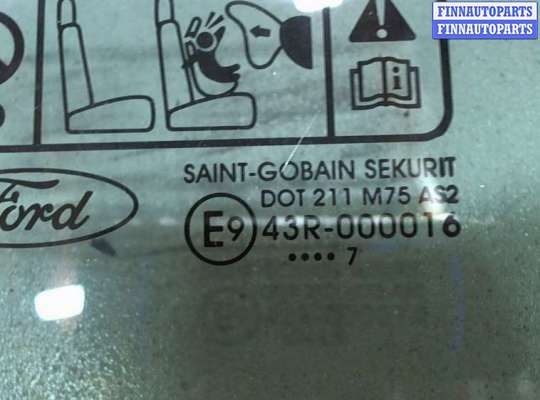 FINNAUTOPARTS
FINNAUTOPARTS
i
Ford
SAINT-GOBAIN SEKURIT
DOT 211 M75 AS2
E9 43R-000016
•••• 7